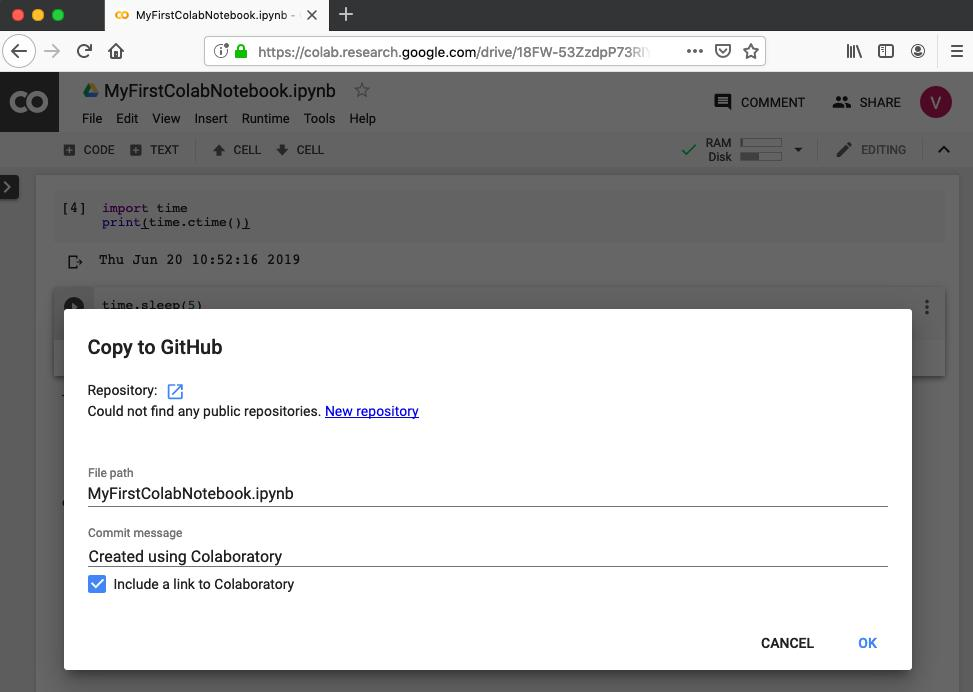 MyFirstColabNotebook.ipynb -
https://colab.research.google.com/drive/18FW-53ZzdpP73R
CO MyFirstColabNotebook.ipynb
COMMENT SHARE V
File Edit View Insert Runtime Tools Help
CODE TEXT CELL CELL RAM Disk EDITING
[4] import time
print(time.ctime())
Thu Jun 20 10:52:16 2019
time.sleep(5)
Copy to GitHub
Repository:
Could not find any public repositories. New repository
File path
MyFirstColabNotebook.ipynb
Commit message
Created using Colaboratory
Include a link to Colaboratory
CANCEL OK